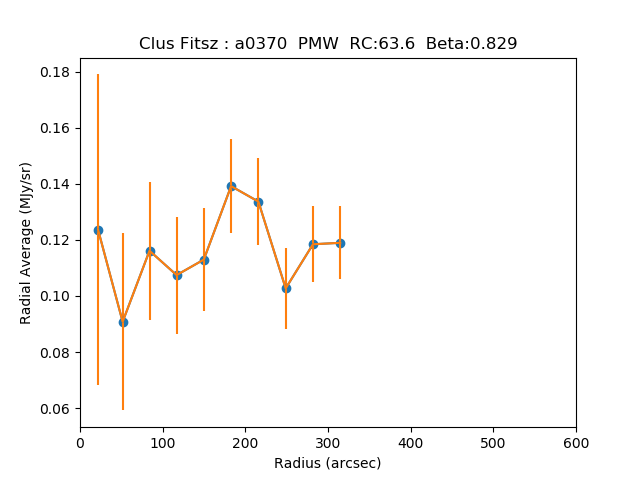 Clus Fitsz : a0370  PMW  RC:63.6  Beta:0.829
Radial Average (MJy/sr)
0.18
0.16
0.14
0.12
0.10
0.08
0.06
0 100 200 300 400 500 600
Radius (arcsec)